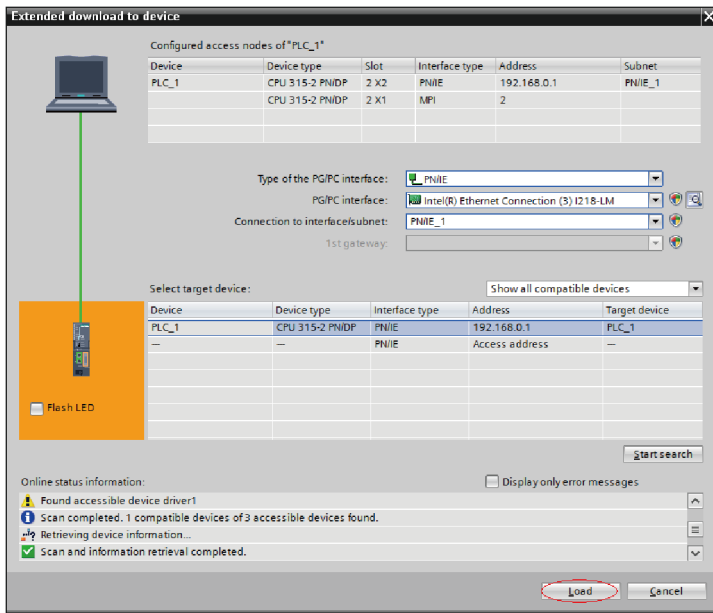 Extended download to device
Configured access nodes of "PLC_1"
Device Device type Slot Interface type Address Subnet
PLC_1 CPU 315-2 PN/DP 2 X2 PN/IE 192.168.0.1 PN/IE_1
CPU 315-2 PN/DP 2 X1 MPI 2
Type of the PG/PC interface: PN/IE
PG/PC interface: Intel(R) Ethernet Connection (3) I218-LM
Connection to interface/subnet: PN/IE_1
1st gateway:
Select target device: Show all compatible devices
Device Device type Interface type Address Target device
PLC_1 CPU 315-2 PN/DP PN/IE 192.168.0.1 PLC_1
— — PN/IE Access address —
Flash LED
Start search
Online status information: Display only error messages
Found accessible device driver1
Scan completed. 1 compatible devices of 3 accessible devices found.
Retrieving device information...
Scan and information retrieval completed.
Load Cancel